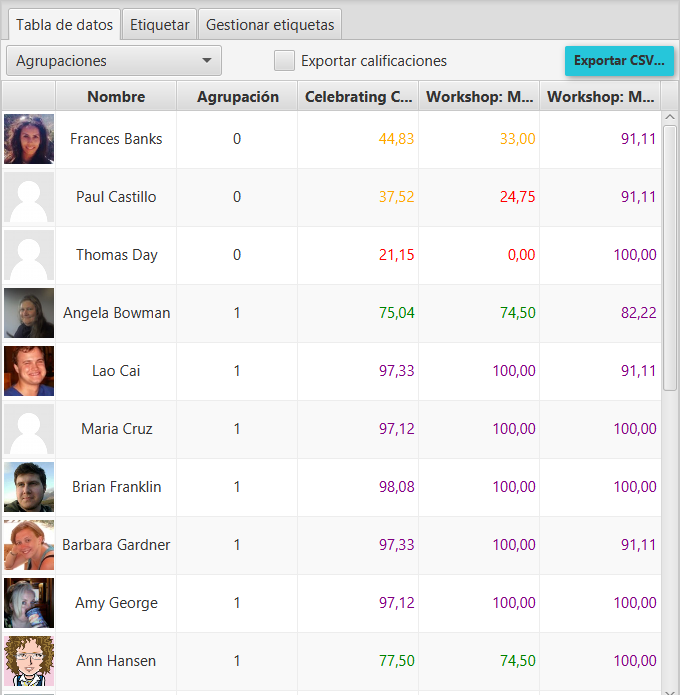 Tabla de datos Etiquetar Gestionar etiquetas
Agrupaciones Exportar calificaciones Exportar CSV...
Nombre Agrupación Celebrating C... Workshop: M... Workshop: M...
Frances Banks 0 44,83 33,00 91,11
Paul Castillo 0 37,52 24,75 91,11
Thomas Day 0 21,15 0,00 100,00
Angela Bowman 1 75,04 74,50 82,22
Lao Cai 1 97,33 100,00 91,11
Maria Cruz 1 97,12 100,00 100,00
Brian Franklin 1 98,08 100,00 100,00
Barbara Gardner 1 97,33 100,00 91,11
Amy George 1 97,12 100,00 100,00
Ann Hansen 1 77,50 74,50 100,00